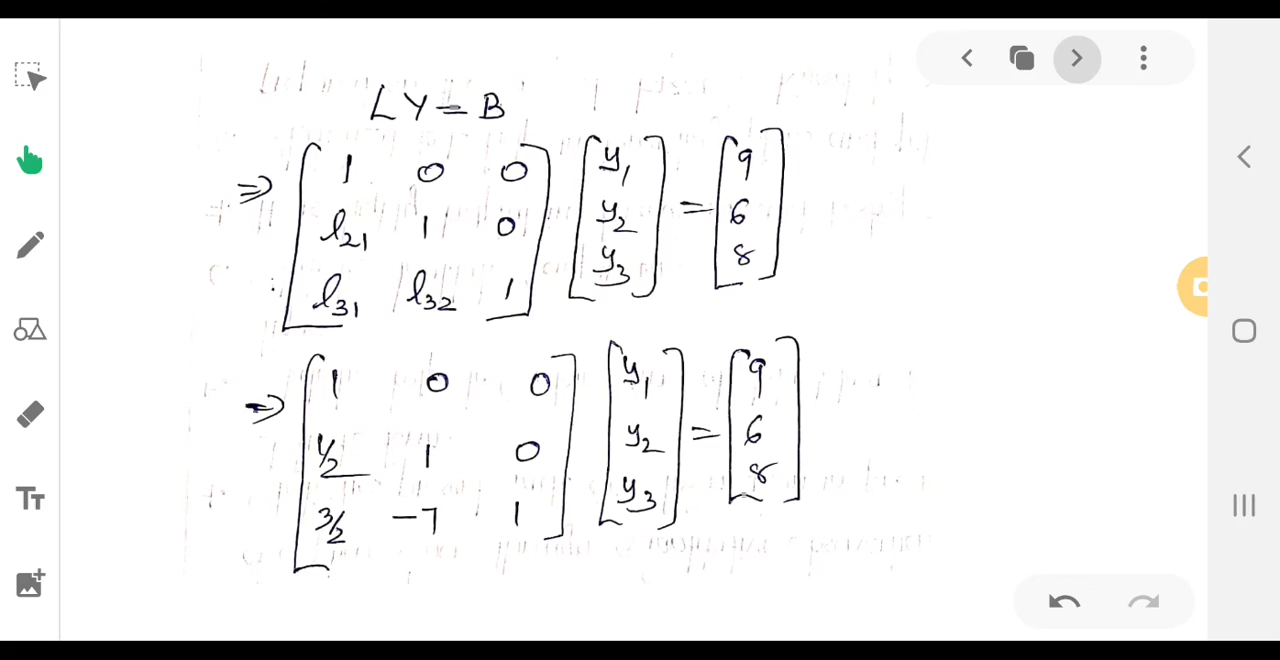 LY = B
⇒ [1 0 0] [y₁] = [9]
[l₂₁ 1 0] [y₂] [6]
[l₃₁ l₃₂ 1] [y₃] [8]
⇒ [1 0 0] [y₁] = [9]
[1/2 1 0] [y₂] [6]
[3/2 -7 1] [y₃] [8]
Tт